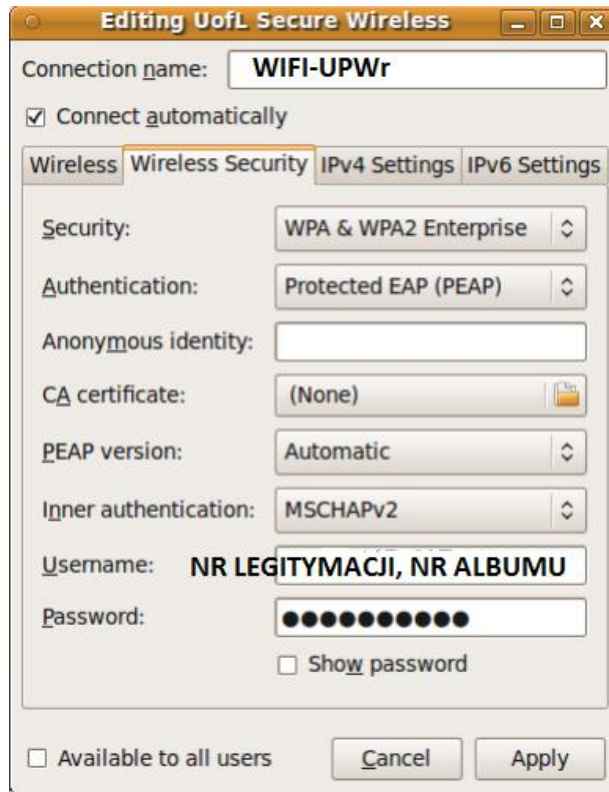 Editing UofL Secure Wireless
Connection name: WIFI-UPWr
Connect automatically
Wireless Wireless Security IPv4 Settings IPv6 Settings
Security: WPA & WPA2 Enterprise
Authentication: Protected EAP (PEAP)
Anonymous identity:
CA certificate: (None)
PEAP version: Automatic
Inner authentication: MSCHAPv2
Username: NR LEGITYMACJI, NR ALBUMU
Password: ●●●●●●●●●●
Show password
Available to all users Cancel Apply